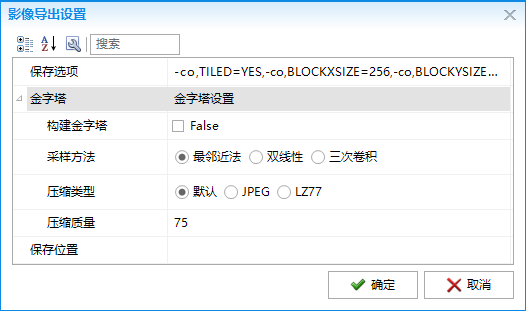 影像导出设置
搜索
保存选项 -co,TILED=YES,-co,BLOCKXSIZE=256,-co,BLOCKYSIZE...
金字塔 金字塔设置
构建金字塔 False
采样方法 最邻近法 双线性 三次卷积
压缩类型 默认 JPEG LZ77
压缩质量 75
保存位置
确定 取消